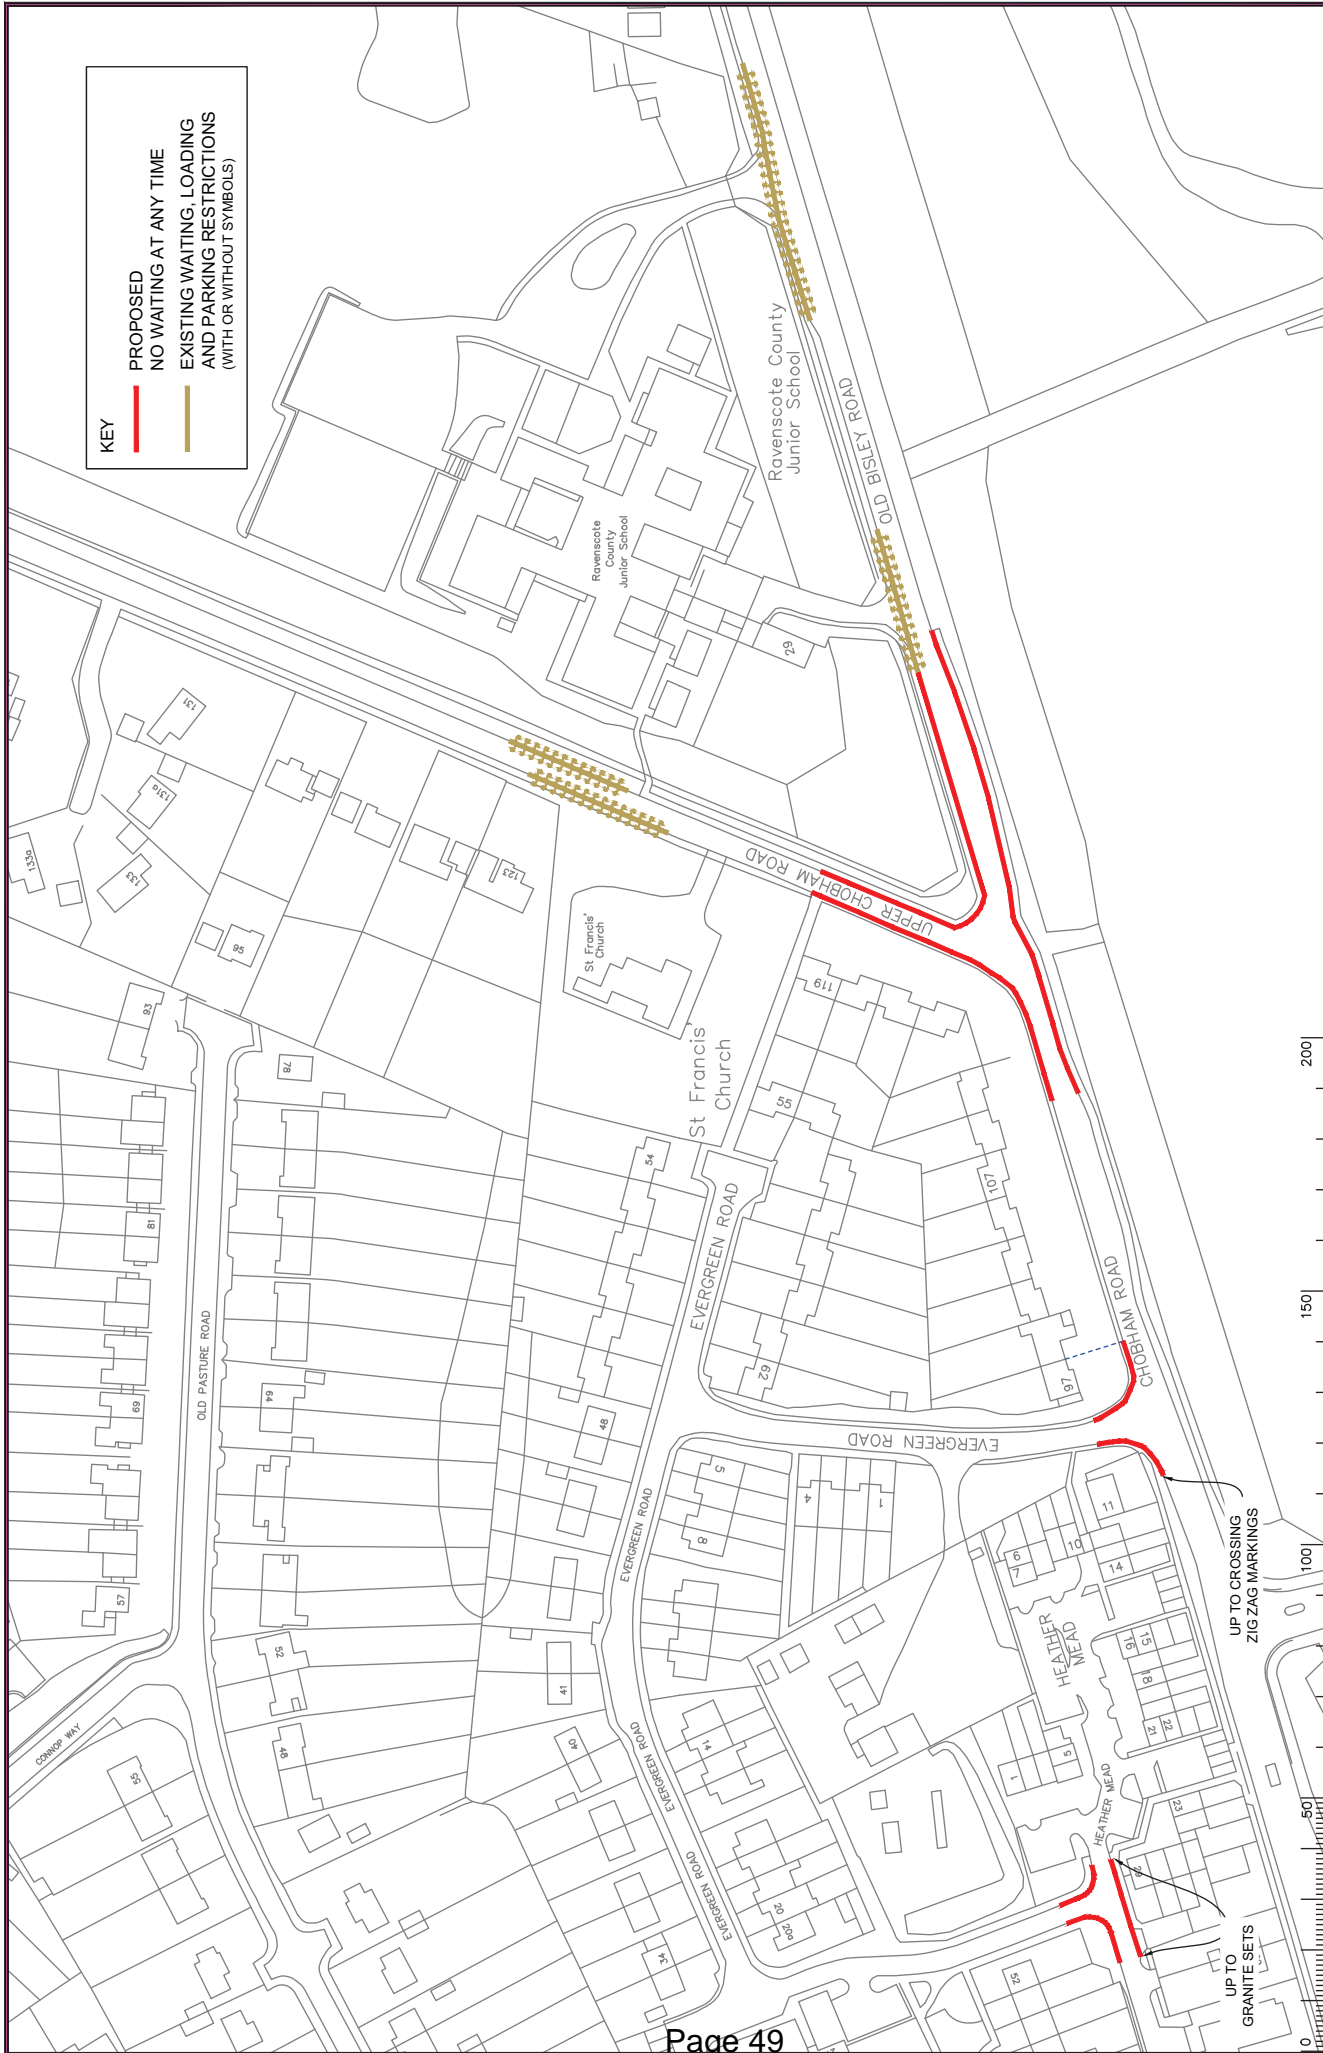 KEY
PROPOSED
NO WAITING AT ANY TIME
EXISTING WAITING, LOADING
AND PARKING RESTRICTIONS
(WITH OR WITHOUT SYMBOLS)
Ravenscote County
Junior School
Ravenscote
County
Junior School
OLD BISLEY ROAD
29
131
131a
133
133a
123
95
93
UPPER CHOBHAM ROAD
St Francis'
Church
St Francis'
Church
119
55
78
54
81
69
57
OLD PASTURE ROAD
64
52
48
CONNOP WAY
55
EVERGREEN ROAD
62
107
97
CHOBHAM ROAD
EVERGREEN ROAD
48
EVERGREEN ROAD
5
8
4
1
41
40
EVERGREEN ROAD
EVERGREEN ROAD
14
20
20a
34
11
10
6
7
14
HEATHER
MEAD
15
16
18
21
22
1
5
HEATHER MEAD
23
29
52
UP TO CROSSING
ZIG ZAG MARKINGS
UP TO
GRANITE SETS
0
50
100
150
200
Page 49